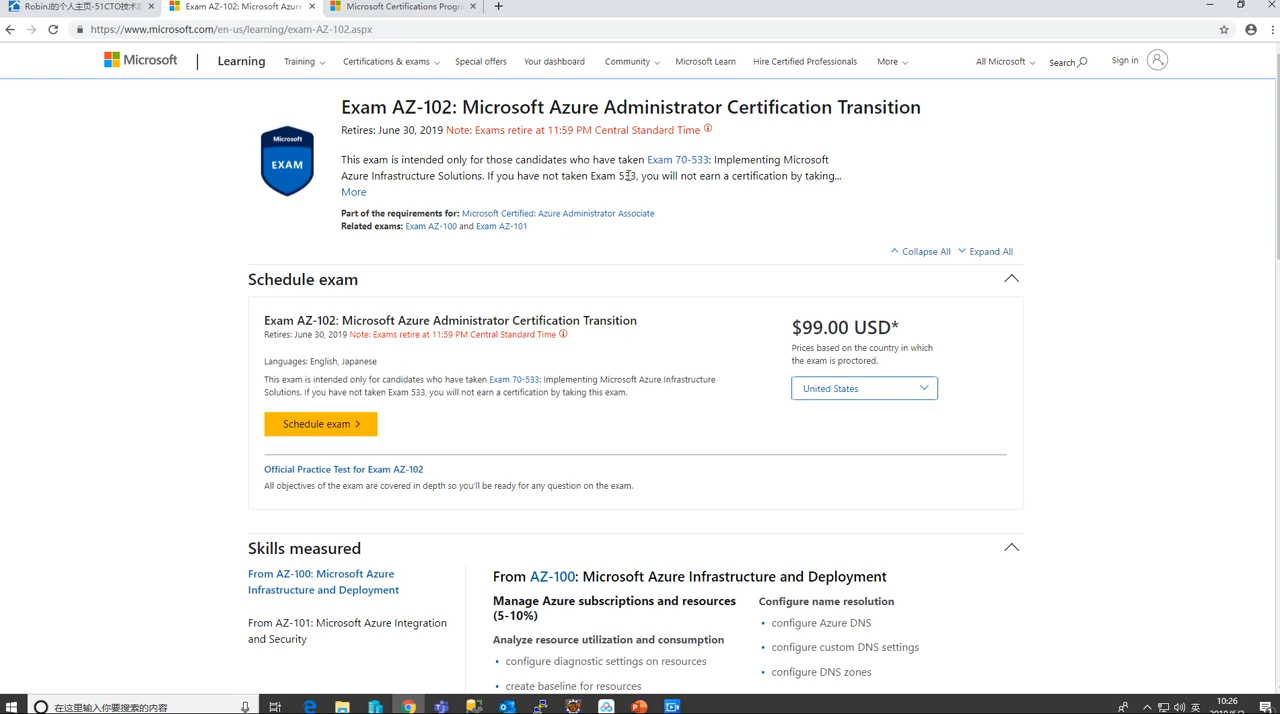 RobinJ的个人主页-51CTO技术
Exam AZ-102: Microsoft Azure
Microsoft Certifications Progra
https://www.microsoft.com/en-us/learning/exam-AZ-102.aspx
Microsoft | Learning Training Certifications & exams Special offers Your dashboard Community Microsoft Learn Hire Certified Professionals More All Microsoft Search Sign in
Exam AZ-102: Microsoft Azure Administrator Certification Transition
Retires: June 30, 2019 Note: Exams retire at 11:59 PM Central Standard Time
Microsoft
EXAM
This exam is intended only for those candidates who have taken Exam 70-533: Implementing Microsoft
Azure Infrastructure Solutions. If you have not taken Exam 533, you will not earn a certification by taking...
More
Part of the requirements for: Microsoft Certified: Azure Administrator Associate
Related exams: Exam AZ-100 and Exam AZ-101
Collapse All Expand All
Schedule exam
Exam AZ-102: Microsoft Azure Administrator Certification Transition
Retires: June 30, 2019 Note: Exams retire at 11:59 PM Central Standard Time
Languages: English, Japanese
This exam is intended only for candidates who have taken Exam 70-533: Implementing Microsoft Azure Infrastructure
Solutions. If you have not taken Exam 533, you will not earn a certification by taking this exam.
Schedule exam
$99.00 USD*
Prices based on the country in which
the exam is proctored.
United States
Official Practice Test for Exam AZ-102
All objectives of the exam are covered in depth so you'll be ready for any question on the exam.
Skills measured
From AZ-100: Microsoft Azure
Infrastructure and Deployment
From AZ-101: Microsoft Azure Integration
and Security
From AZ-100: Microsoft Azure Infrastructure and Deployment
Manage Azure subscriptions and resources
(5-10%)
Analyze resource utilization and consumption
• configure diagnostic settings on resources
• create baseline for resources
Configure name resolution
• configure Azure DNS
• configure custom DNS settings
• configure DNS zones
在这里输入你要搜索的内容
英
10:26